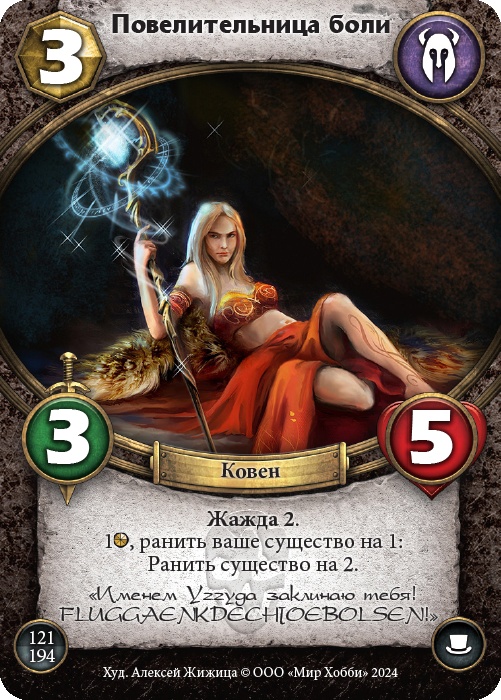 Повелительница боли
3
3
5
Ковен
Жажда 2.
1, ранить ваше существо на 1:
Ранить существо на 2.
«Именем Уггуда заклинаю тебя!
FLUGGAENKDECHIOEBOLSEN!»
121
194
Худ. Алексей Жижица © ООО «Мир Хобби» 2024